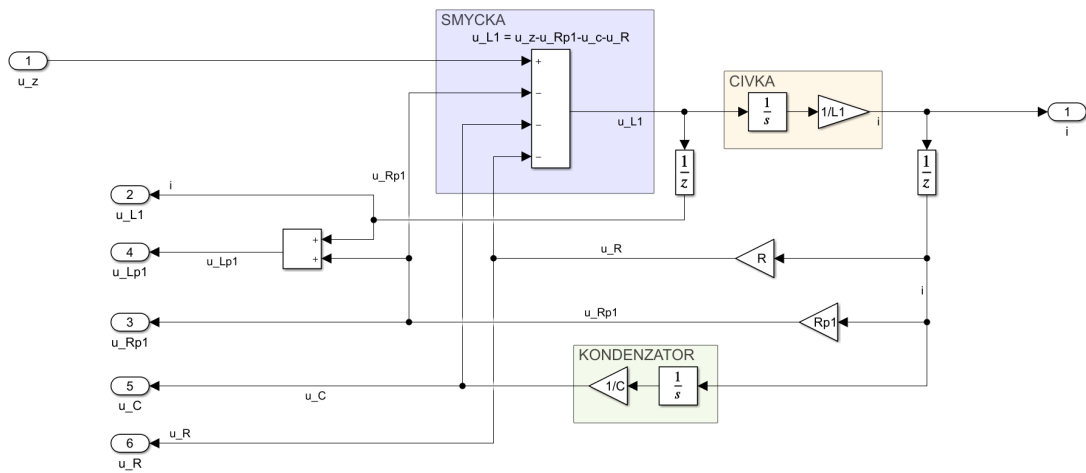 SMYCKA
u_L1 = u_z-u_Rp1-u_c-u_R
1
u_z
+
−
−
−
u_L1
CIVKA
1
s
1/L1
i
1
i
1
z
1
z
u_Rp1
i
2
u_L1
+
+
u_Lp1
4
u_Lp1
u_R
R
i
u_Rp1
Rp1
3
u_Rp1
KONDENZATOR
1/C
1
s
u_C
5
u_C
u_R
6
u_R